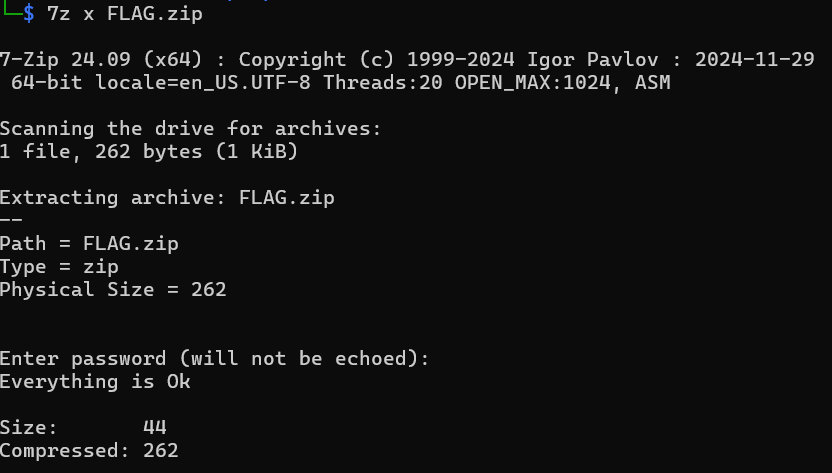 └─$ 7z x FLAG.zip
7-Zip 24.09 (x64) : Copyright (c) 1999-2024 Igor Pavlov : 2024-11-29
64-bit locale=en_US.UTF-8 Threads:20 OPEN_MAX:1024, ASM
Scanning the drive for archives:
1 file, 262 bytes (1 KiB)
Extracting archive: FLAG.zip
--
Path = FLAG.zip
Type = zip
Physical Size = 262
Enter password (will not be echoed):
Everything is Ok
Size:       44
Compressed: 262